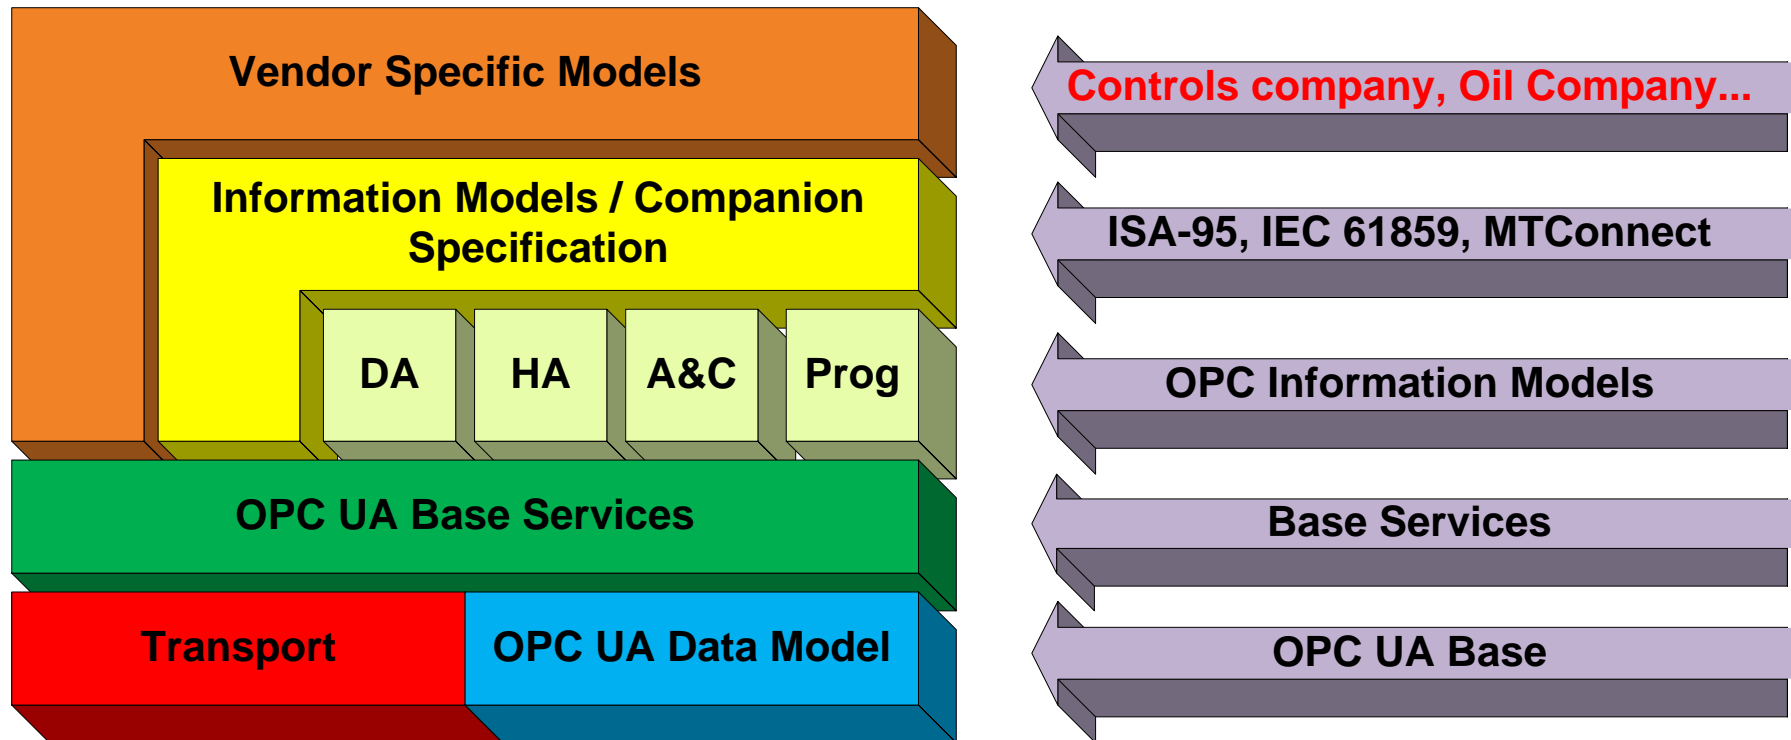 Vendor Specific Models
Controls company, Oil Company...
Information Models / Companion
Specification
ISA-95, IEC 61859, MTConnect
DA
HA
A&C
Prog
OPC Information Models
OPC UA Base Services
Base Services
Transport
OPC UA Data Model
OPC UA Base